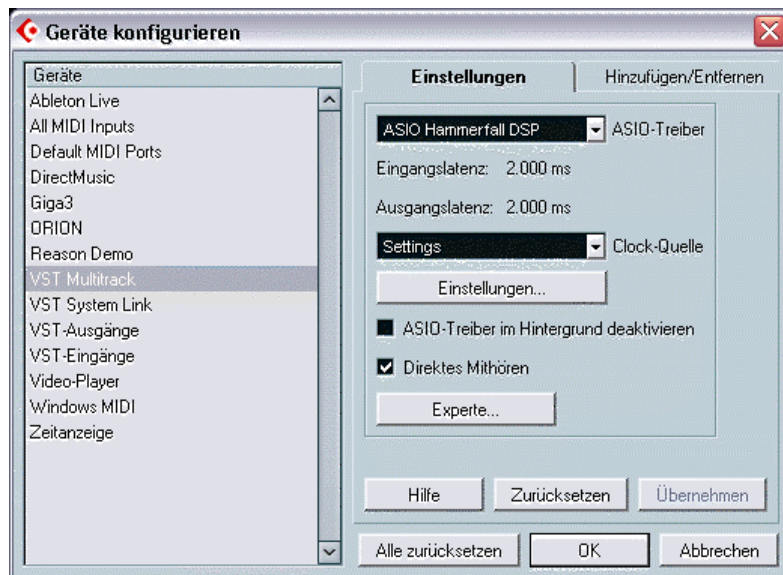 Geräte konfigurieren
Geräte
Ableton Live
All MIDI Inputs
Default MIDI Ports
DirectMusic
Giga3
ORION
Reason Demo
VST Multitrack
VST System Link
VST-Ausgänge
VST-Eingänge
Video-Player
Windows MIDI
Zeitanzeige
Einstellungen
Hinzufügen/Entfernen
ASIO Hammerfall DSP ASIO-Treiber
Eingangslatenz: 2.000 ms
Ausgangslatenz: 2.000 ms
Settings Clock-Quelle
Einstellungen...
ASIO-Treiber im Hintergrund deaktivieren
Direktes Mithören
Experte...
Hilfe Zurücksetzen Übernehmen
Alle zurücksetzen OK Abbrechen